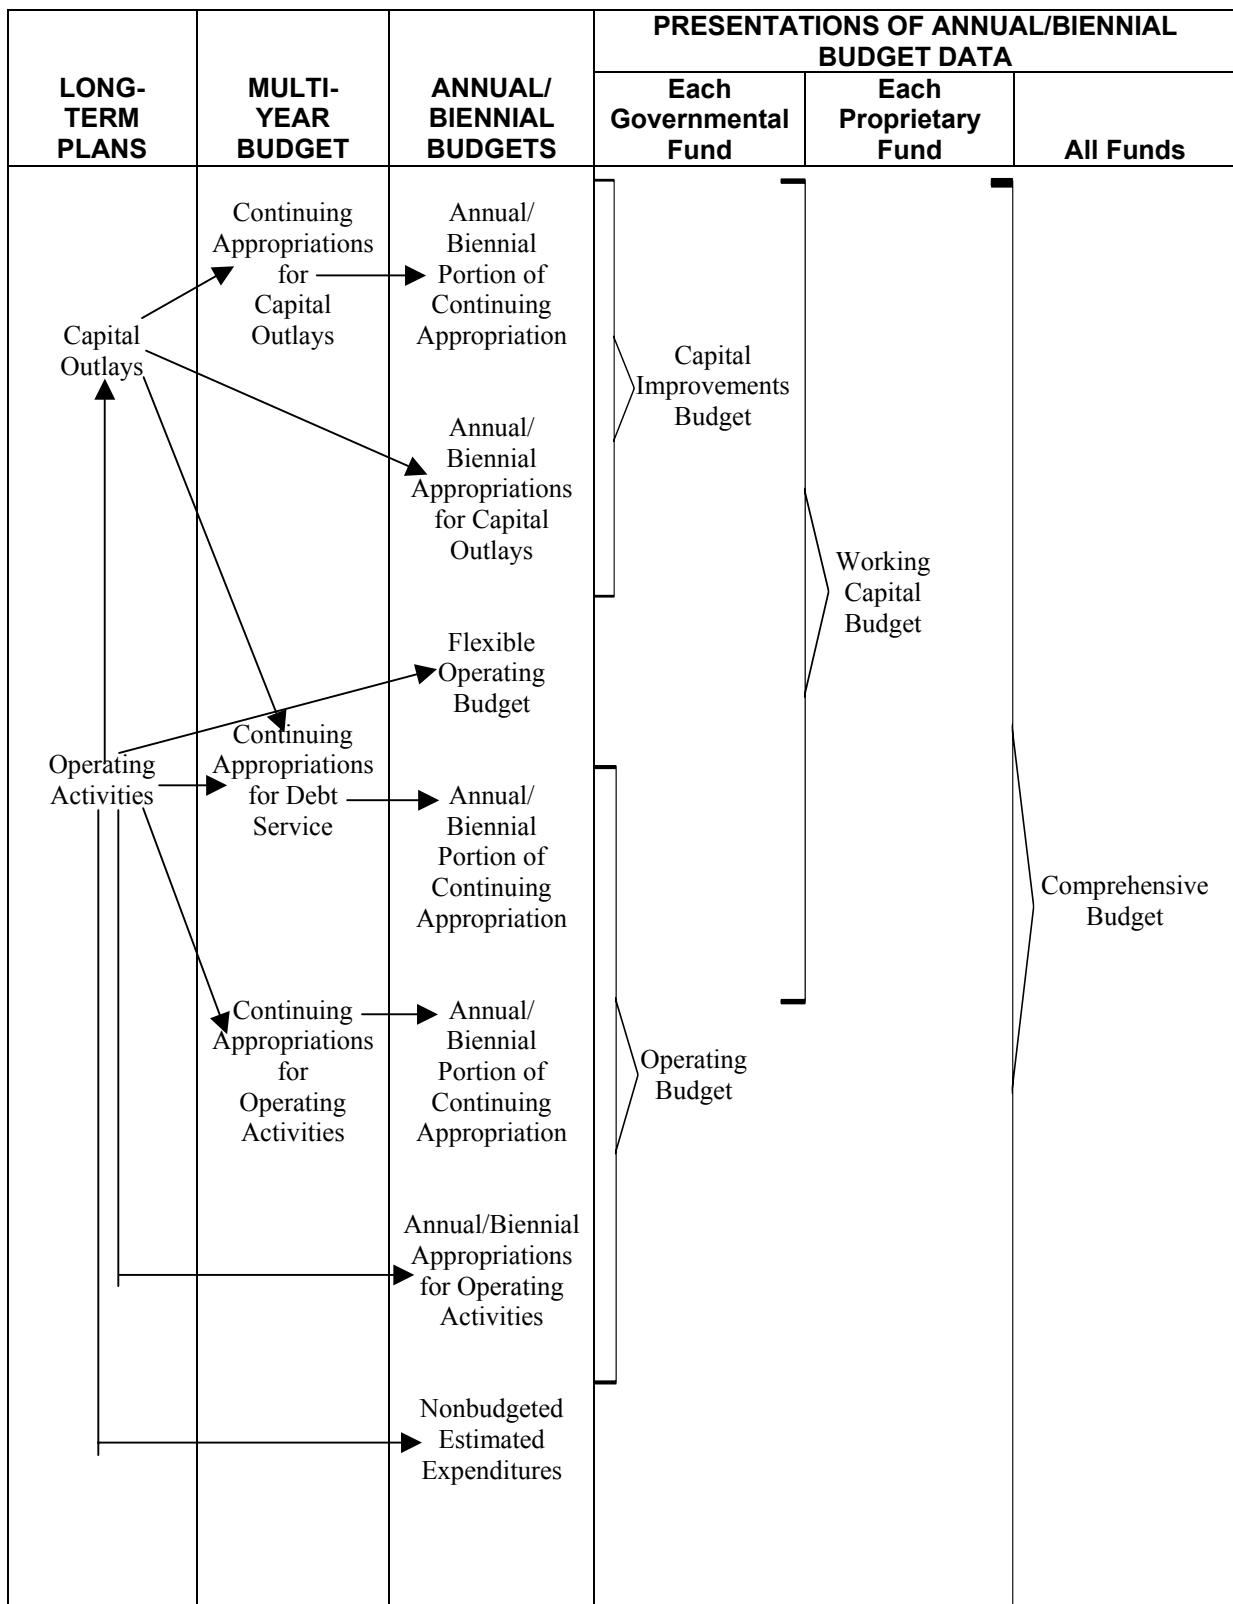 PRESENTATIONS OF ANNUAL/BIENNIAL
BUDGET DATA
LONG-
TERM
PLANS
MULTI-
YEAR
BUDGET
ANNUAL/
BIENNIAL
BUDGETS
Each
Governmental
Fund
Each
Proprietary
Fund
All Funds
Capital
Outlays
Operating
Activities
Continuing
Appropriations
for
Capital
Outlays
Continuing
Appropriations
for Debt
Service
Continuing
Appropriations
for
Operating
Activities
Annual/
Biennial
Portion of
Continuing
Appropriation
Annual/
Biennial
Appropriations
for Capital
Outlays
Flexible
Operating
Budget
Annual/
Biennial
Portion of
Continuing
Appropriation
Annual/
Biennial
Portion of
Continuing
Appropriation
Annual/Biennial
Appropriations
for Operating
Activities
Nonbudgeted
Estimated
Expenditures
Capital
Improvements
Budget
Operating
Budget
Working
Capital
Budget
Comprehensive
Budget